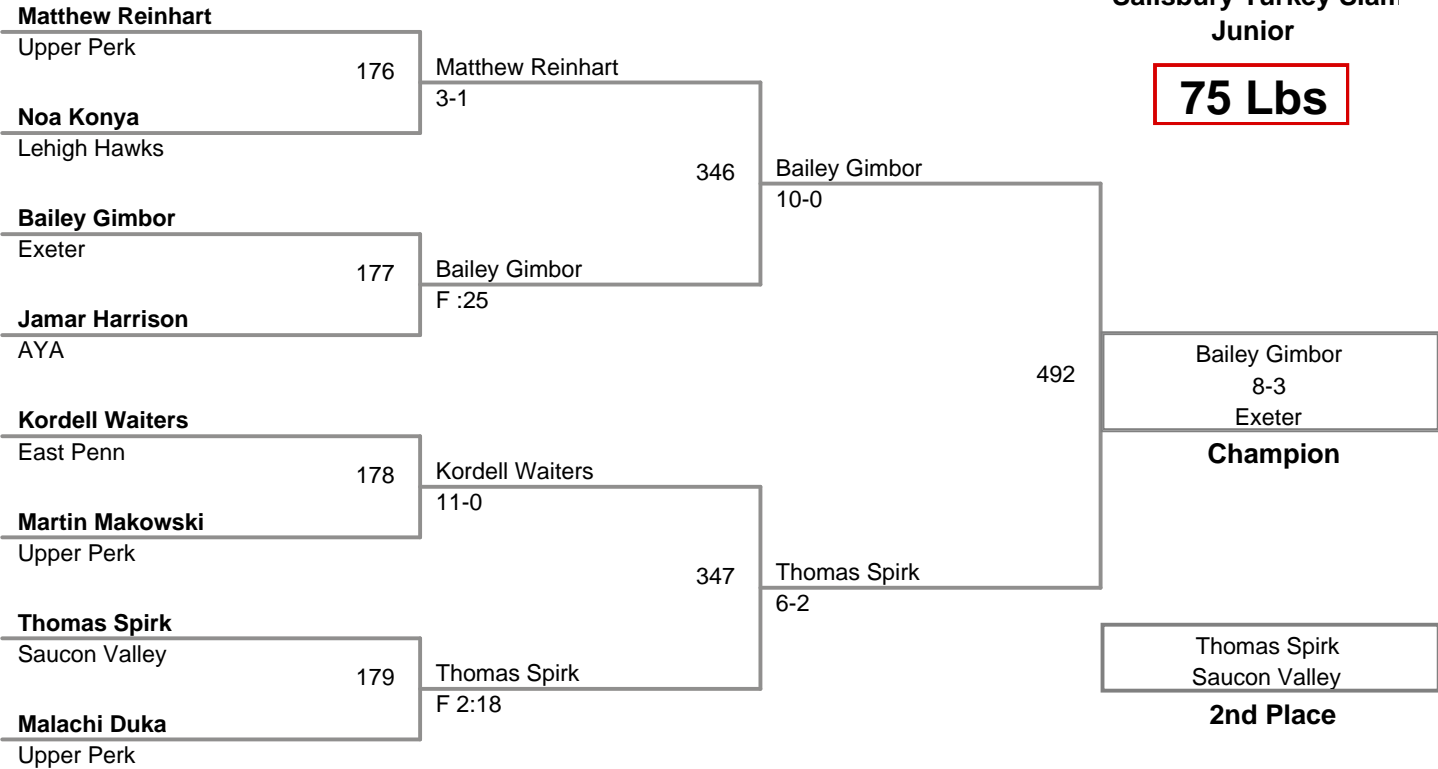 Salisbury Turkey Slam
Junior
75 Lbs
Matthew Reinhart
Upper Perk
176
Noa Konya
Lehigh Hawks
Matthew Reinhart
3-1
346
Bailey Gimbor
Exeter
177
Jamar Harrison
AYA
Bailey Gimbor
F :25
Bailey Gimbor
10-0
492
Kordell Waiters
East Penn
178
Martin Makowski
Upper Perk
Kordell Waiters
11-0
347
Thomas Spirk
Saucon Valley
179
Malachi Duka
Upper Perk
Thomas Spirk
F 2:18
Thomas Spirk
6-2
Bailey Gimbor
8-3
Exeter
Champion
Thomas Spirk
Saucon Valley
2nd Place